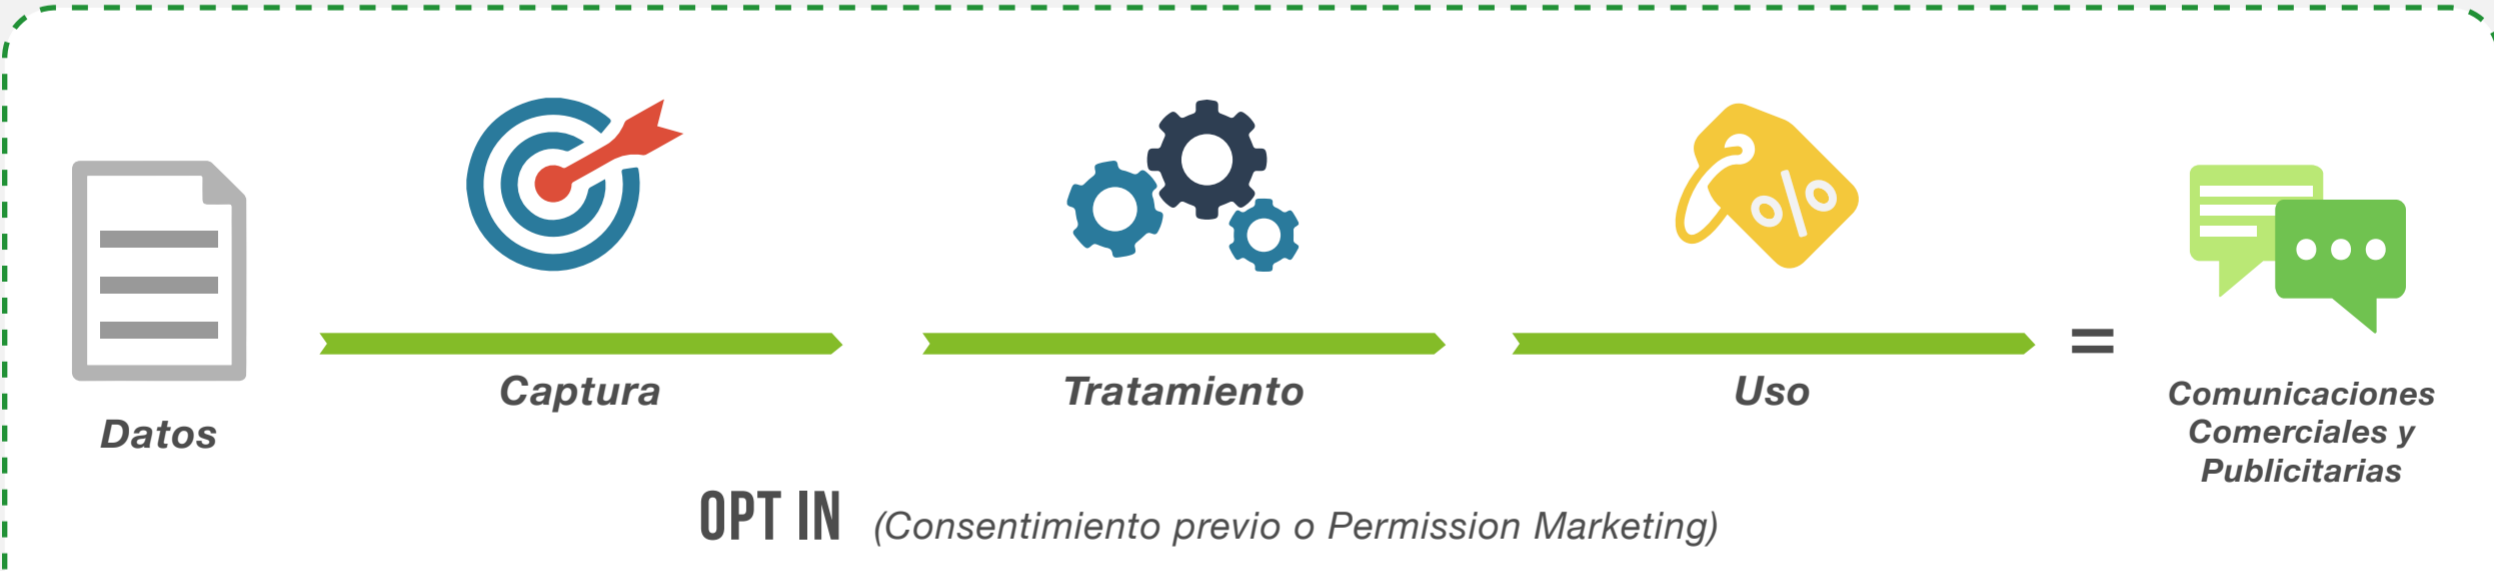 Datos
Captura
Tratamiento
Uso
=
Comunicaciones
Comerciales y
Publicitarias
OPT IN (Consentimiento previo o Permission Marketing)